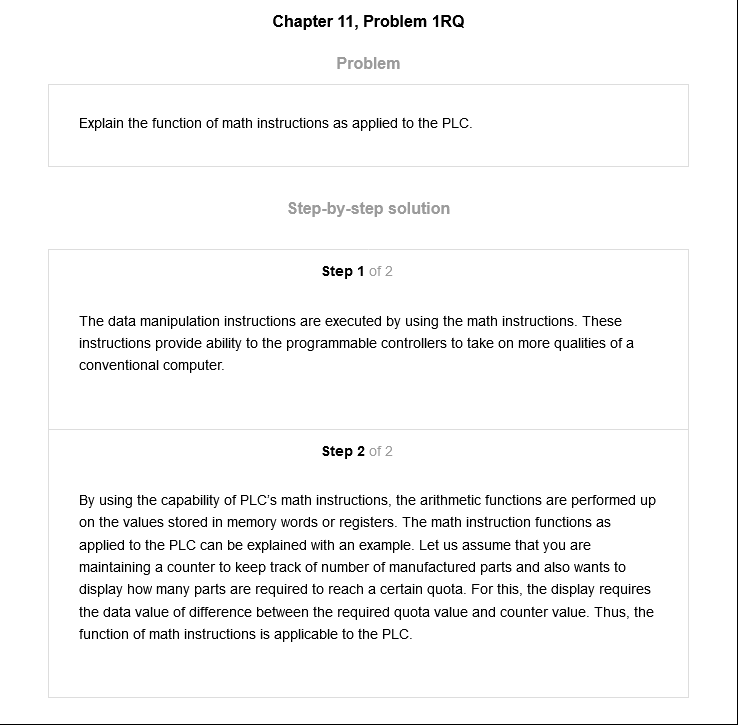 Chapter 11, Problem 1RQ
Problem
Explain the function of math instructions as applied to the PLC.
Step-by-step solution
Step 1 of 2
The data manipulation instructions are executed by using the math instructions. These
instructions provide ability to the programmable controllers to take on more qualities of a
conventional computer.
Step 2 of 2
By using the capability of PLC's math instructions, the arithmetic functions are performed up
on the values stored in memory words or registers. The math instruction functions as
applied to the PLC can be explained with an example. Let us assume that you are
maintaining a counter to keep track of number of manufactured parts and also wants to
display how many parts are required to reach a certain quota. For this, the display requires
the data value of difference between the required quota value and counter value. Thus, the
function of math instructions is applicable to the PLC.